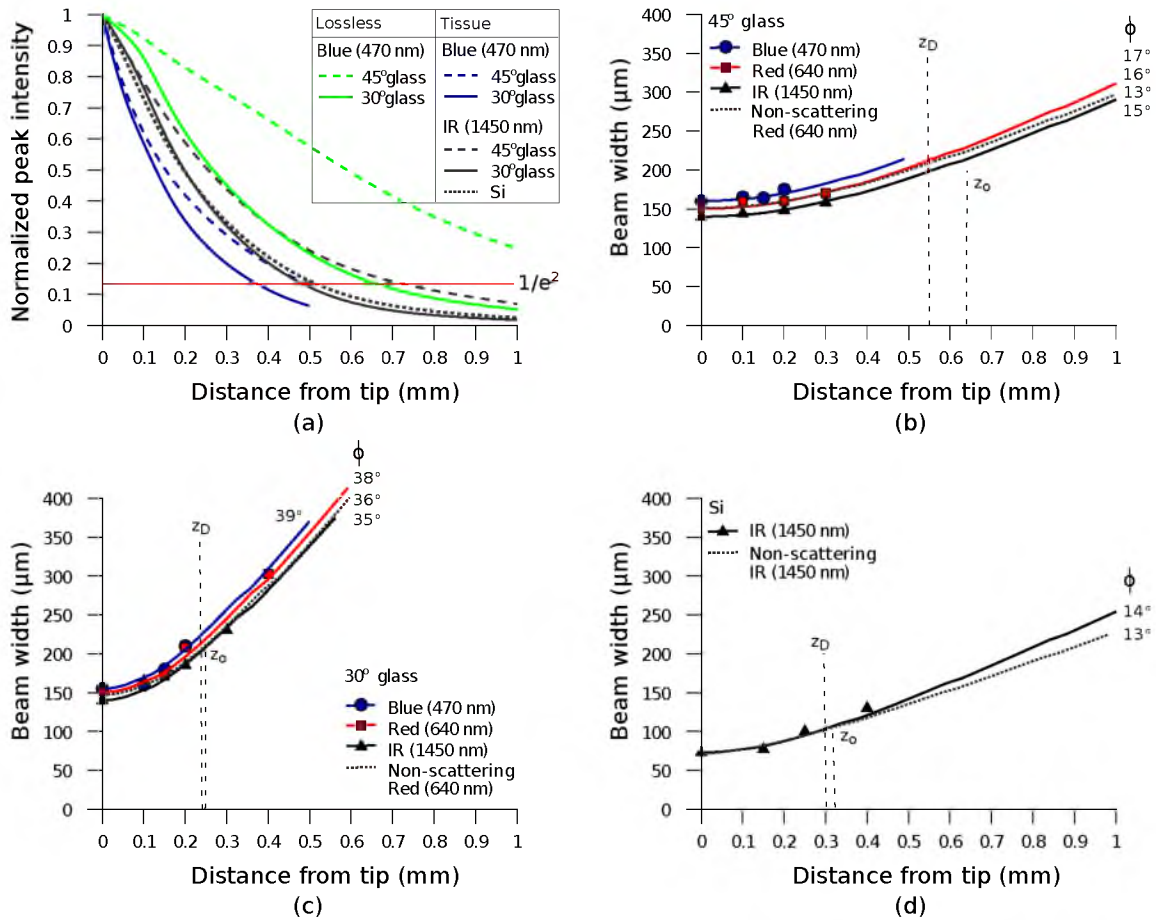 Normalized peak intensity
1
0.9
0.8
0.7
0.6
0.5
0.4
0.3
0.2
0.1
0
Lossless
Blue (470 nm)
45°glass
30°glass
Tissue
Blue (470 nm)
45°glass
30°glass
IR (1450 nm)
45°glass
30°glass
Si
1/e²
0 0.1 0.2 0.3 0.4 0.5 0.6 0.7 0.8 0.9 1
Distance from tip (mm)
(a)
Beam width (µm)
400
350
300
250
200
150
100
50
0
45° glass
Blue (470 nm)
Red (640 nm)
IR (1450 nm)
Non-scattering
Red (640 nm)
zD
zo
ϕ
17°
16°
13°
15°
0 0.1 0.2 0.3 0.4 0.5 0.6 0.7 0.8 0.9 1
Distance from tip (mm)
(b)
Beam width (µm)
400
350
300
250
200
150
100
50
0
zD
zo
39°
ϕ
38°
36°
35°
30° glass
Blue (470 nm)
Red (640 nm)
IR (1450 nm)
Non-scattering
Red (640 nm)
0 0.1 0.2 0.3 0.4 0.5 0.6 0.7 0.8 0.9 1
Distance from tip (mm)
(c)
Beam width (µm)
400
350
300
250
200
150
100
50
0
Si
IR (1450 nm)
Non-scattering
IR (1450 nm)
zD
zo
ϕ
14°
13°
0 0.1 0.2 0.3 0.4 0.5 0.6 0.7 0.8 0.9 1
Distance from tip (mm)
(d)